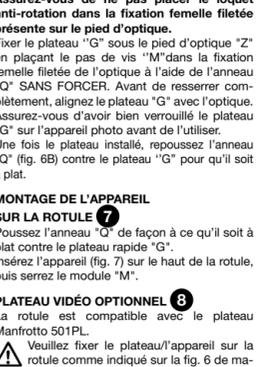 Assurez-vous de ne pas placer le loquet
anti-rotation dans la fixation femelle filetée
présente sur le pied d'optique.
Fixer le plateau ‘’G” sous le pied d'optique "Z"
en plaçant le pas de vis ‘’M”dans la fixation
femelle filetée de l'optique à l'aide de l'anneau
"Q" SANS FORCER. Avant de resserrer com-
plètement, alignez le plateau "G" avec l'optique.
Assurez-vous d'avoir bien verrouillé le plateau
"G" sur l'appareil photo avant de l'utiliser.
Une fois le plateau installé, repoussez l'anneau
"Q" (fig. 6B) contre le plateau ‘’G” pour qu'il soit
à plat.
MONTAGE DE L'APPAREIL
SUR LA ROTULE 7
Poussez l'anneau "Q" de façon à ce qu'il soit à
plat contre le plateau rapide "G".
Insérez l'appareil (fig. 7) sur le haut de la rotule,
puis serrez le module "M".
PLATEAU VIDÉO OPTIONNEL 8
La rotule est compatible avec le plateau
Manfrotto 501PL.
Veuillez fixer le plateau/l'appareil sur la
rotule comme indiqué sur la fig. 6 de ma-